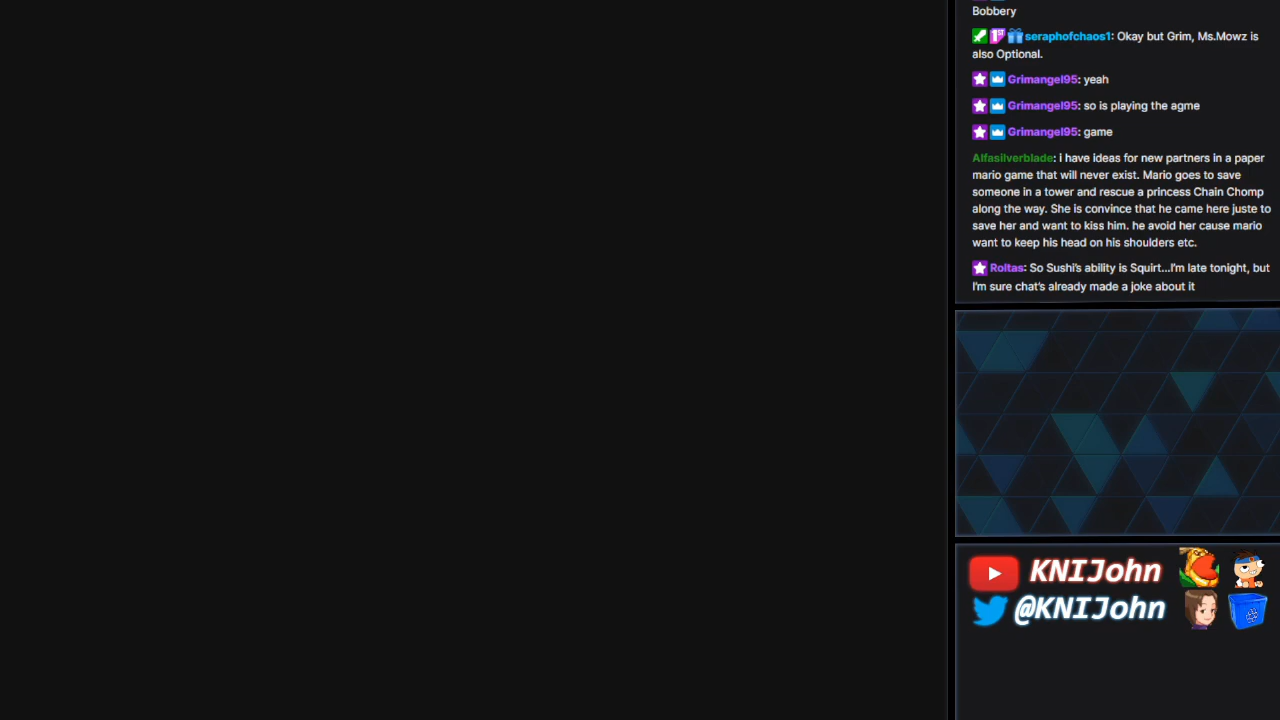 Bobbery
seraphofchaos1: Okay but Grim, Ms.Mowz is
also Optional.
Grimangel95: yeah
Grimangel95: so is playing the agme
Grimangel95: game
Alfasilverblade: i have ideas for new partners in a paper
mario game that will never exist. Mario goes to save
someone in a tower and rescue a princess Chain Chomp
along the way. She is convince that he came here juste to
save her and want to kiss him. he avoid her cause mario
want to keep his head on his shoulders etc.
Roltas: So Sushi's ability is Squirt...I'm late tonight, but
I'm sure chat's already made a joke about it
KNIJohn
@KNIJohn